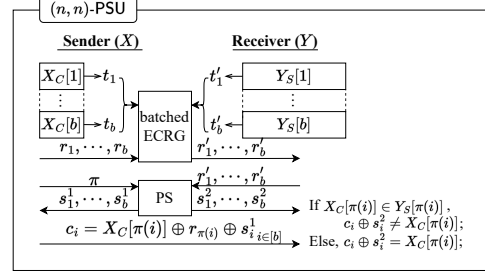 (n, n)-PSU
Sender (X) Receiver (Y)
X_C[1] t_1 t'_1 Y_S[1]
⋮ ⋮
batched
ECRG
X_C[b] t_b t'_b Y_S[b]
r_1, ⋯, r_b r'_1, ⋯, r'_b
π r'_1, ⋯, r'_b
PS
s^1_1, ⋯, s^1_b s^2_1, ⋯, s^2_b
If X_C[π(i)] ∈ Y_S[π(i)] ,
c_i ⊕ s^2_i ≠ X_C[π(i)];
c_i = X_C[π(i)] ⊕ r_{π(i)} ⊕ s^1_{i i∈[b]}
Else, c_i ⊕ s^2_i = X_C[π(i)];